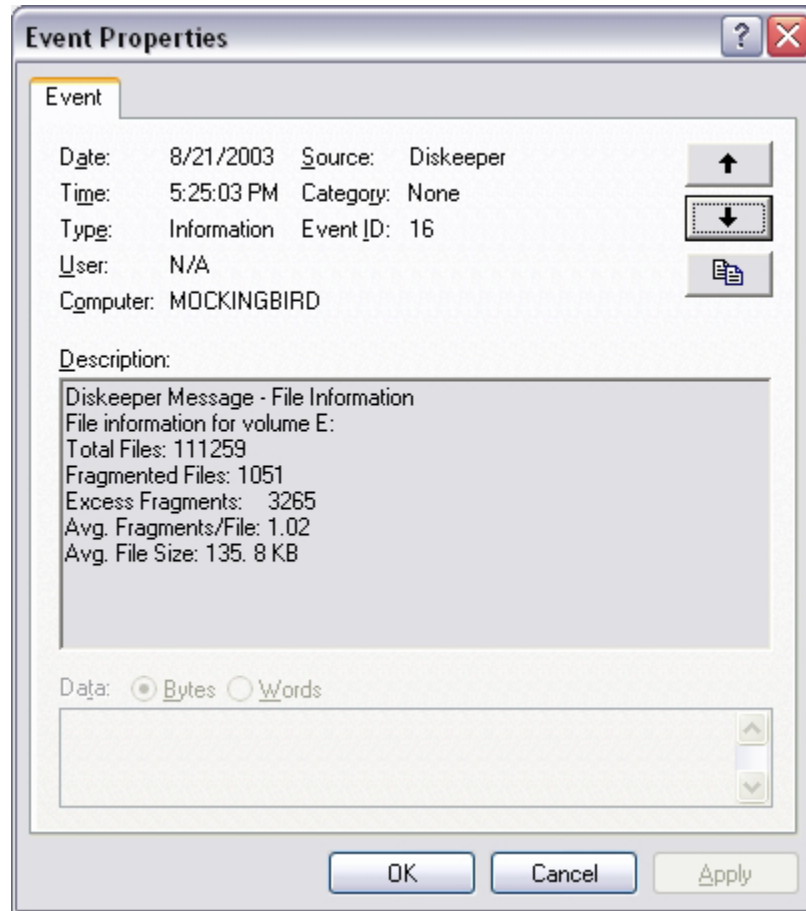 Event Properties
Event
Date: 8/21/2003 Source: Diskeeper
Time: 5:25:03 PM Category: None
Type: Information Event ID: 16
User: N/A
Computer: MOCKINGBIRD
Description:
Diskeeper Message - File Information
File information for volume E:
Total Files: 111259
Fragmented Files: 1051
Excess Fragments: 3265
Avg. Fragments/File: 1.02
Avg. File Size: 135. 8 KB
Data: Bytes Words
OK Cancel Apply